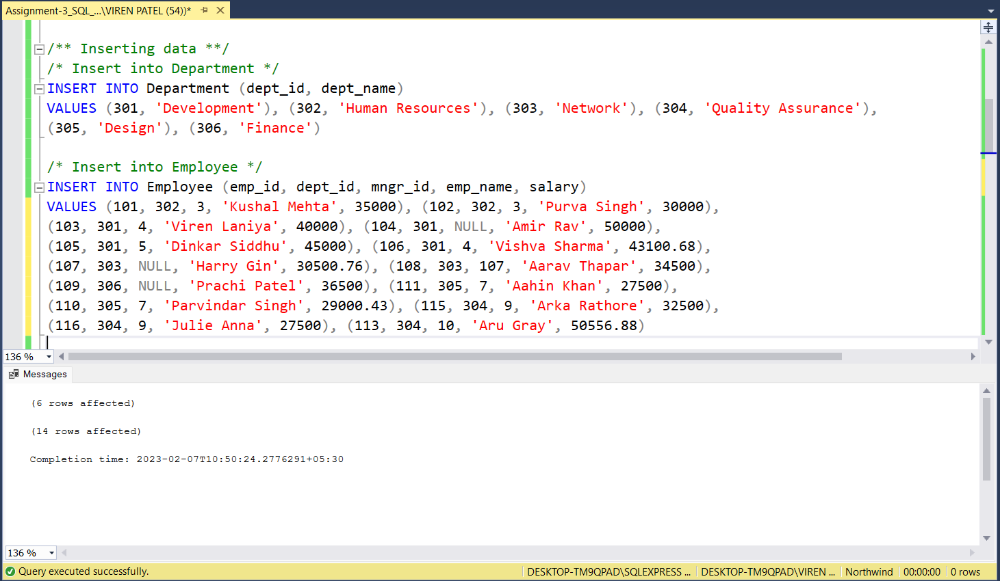 Assignment-3_SQL_...\VIREN PATEL (54))*
/** Inserting data **/
/* Insert into Department */
INSERT INTO Department (dept_id, dept_name)
VALUES (301, 'Development'), (302, 'Human Resources'), (303, 'Network'), (304, 'Quality Assurance'),
(305, 'Design'), (306, 'Finance')
/* Insert into Employee */
INSERT INTO Employee (emp_id, dept_id, mngr_id, emp_name, salary)
VALUES (101, 302, 3, 'Kushal Mehta', 35000), (102, 302, 3, 'Purva Singh', 30000),
(103, 301, 4, 'Viren Laniya', 40000), (104, 301, NULL, 'Amir Rav', 50000),
(105, 301, 5, 'Dinkar Siddhu', 45000), (106, 301, 4, 'Vishva Sharma', 43100.68),
(107, 303, NULL, 'Harry Gin', 30500.76), (108, 303, 107, 'Aarav Thapar', 34500),
(109, 306, NULL, 'Prachi Patel', 36500), (111, 305, 7, 'Aahin Khan', 27500),
(110, 305, 7, 'Parvindar Singh', 29000.43), (115, 304, 9, 'Arka Rathore', 32500),
(116, 304, 9, 'Julie Anna', 27500), (113, 304, 10, 'Aru Gray', 50556.88)
136 %
Messages
(6 rows affected)
(14 rows affected)
Completion time: 2023-02-07T10:50:24.2776291+05:30
136 %
Query executed successfully. DESKTOP-TM9QPAD\SQLEXPRESS ... DESKTOP-TM9QPAD\VIREN ... Northwind 00:00:00 0 rows